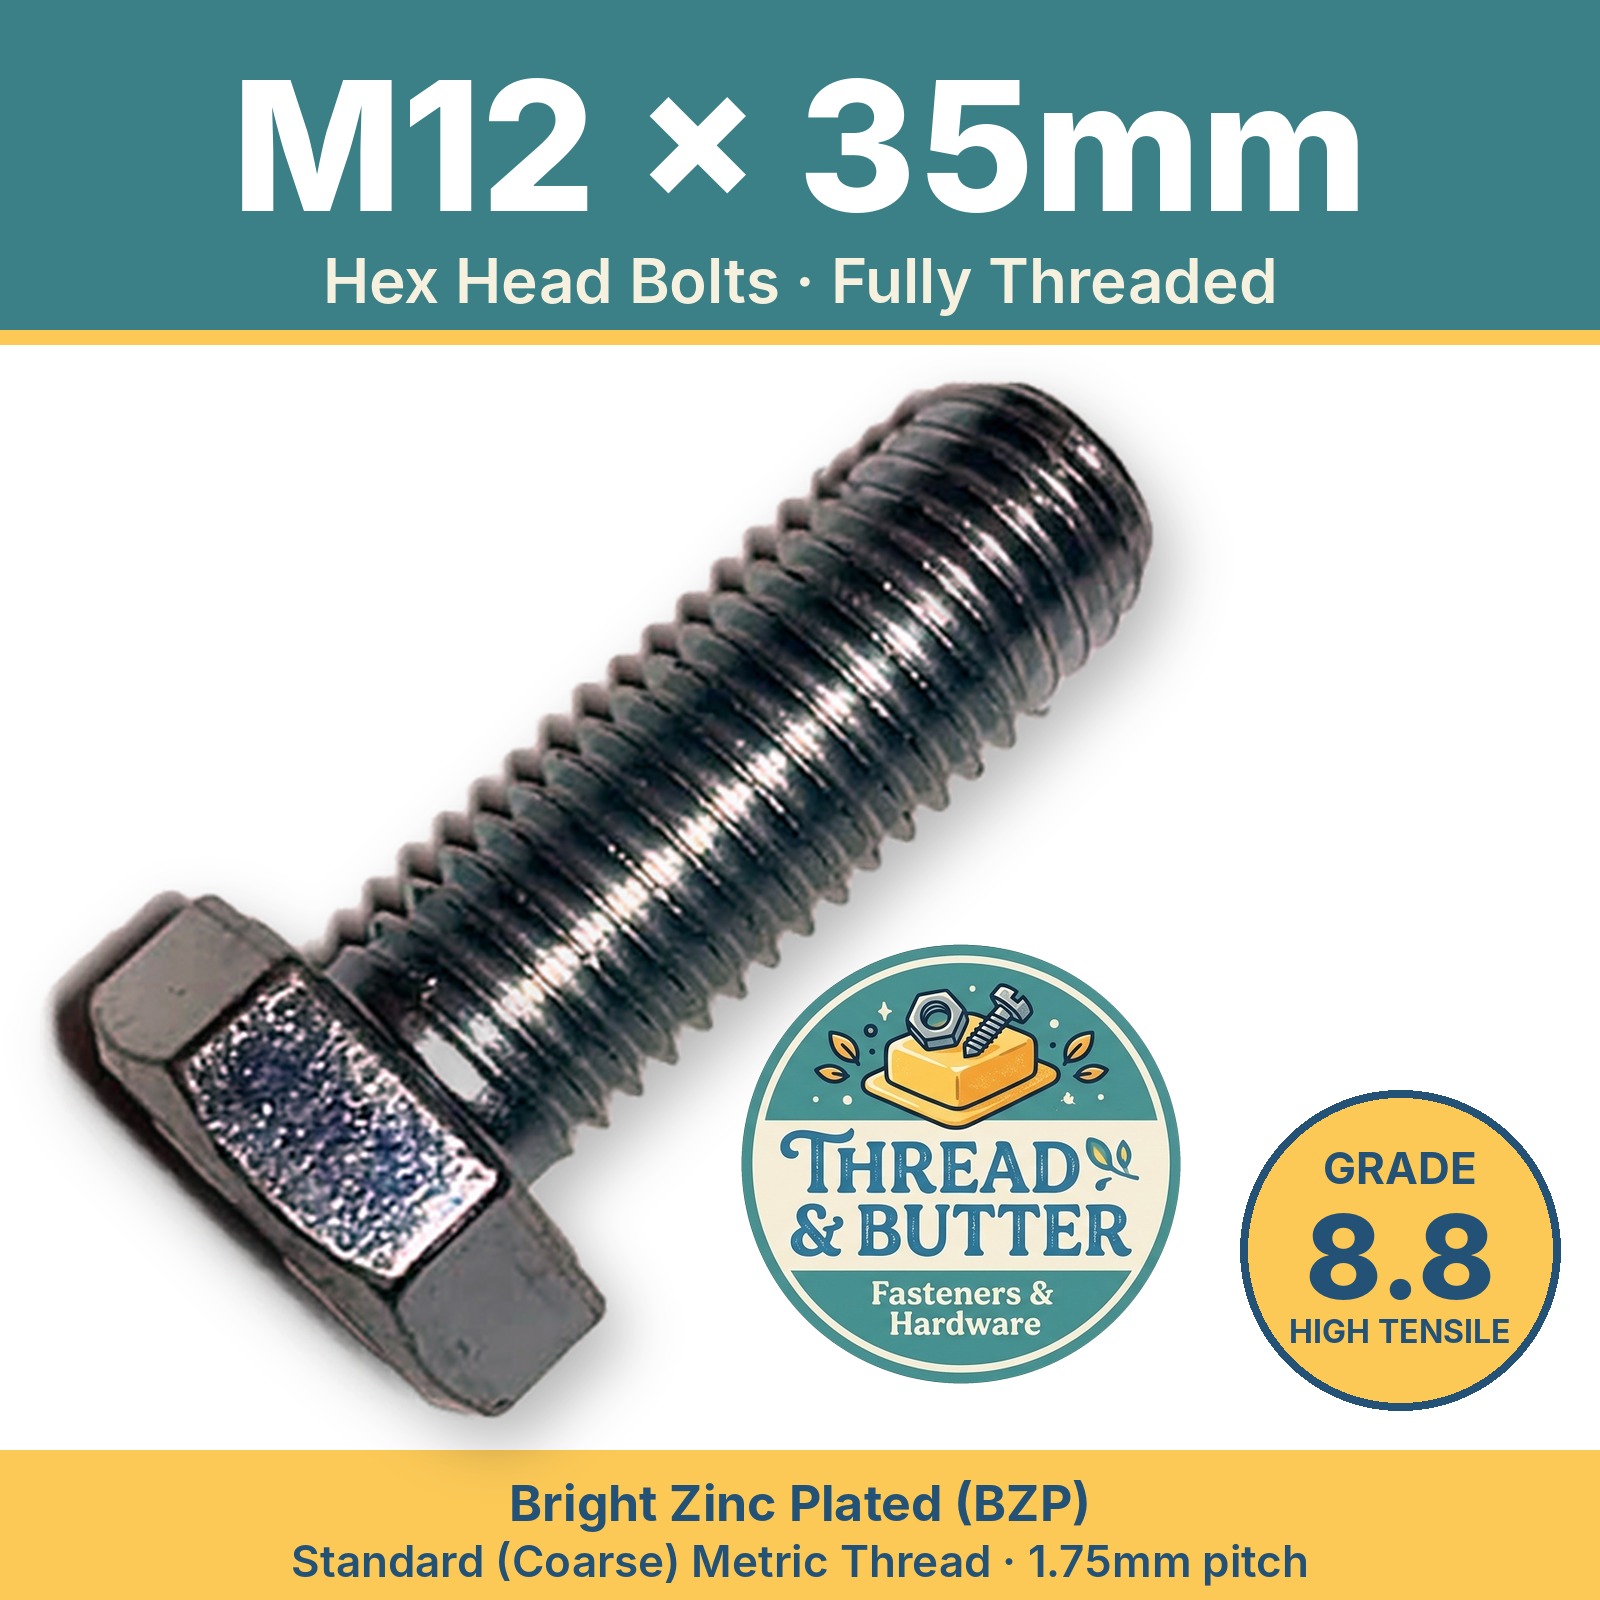 M12 × 35mm
Hex Head Bolts · Fully Threaded
THREAD
& BUTTER
Fasteners &
Hardware
GRADE
8.8
HIGH TENSILE
Bright Zinc Plated (BZP)
Standard (Coarse) Metric Thread · 1.75mm pitch